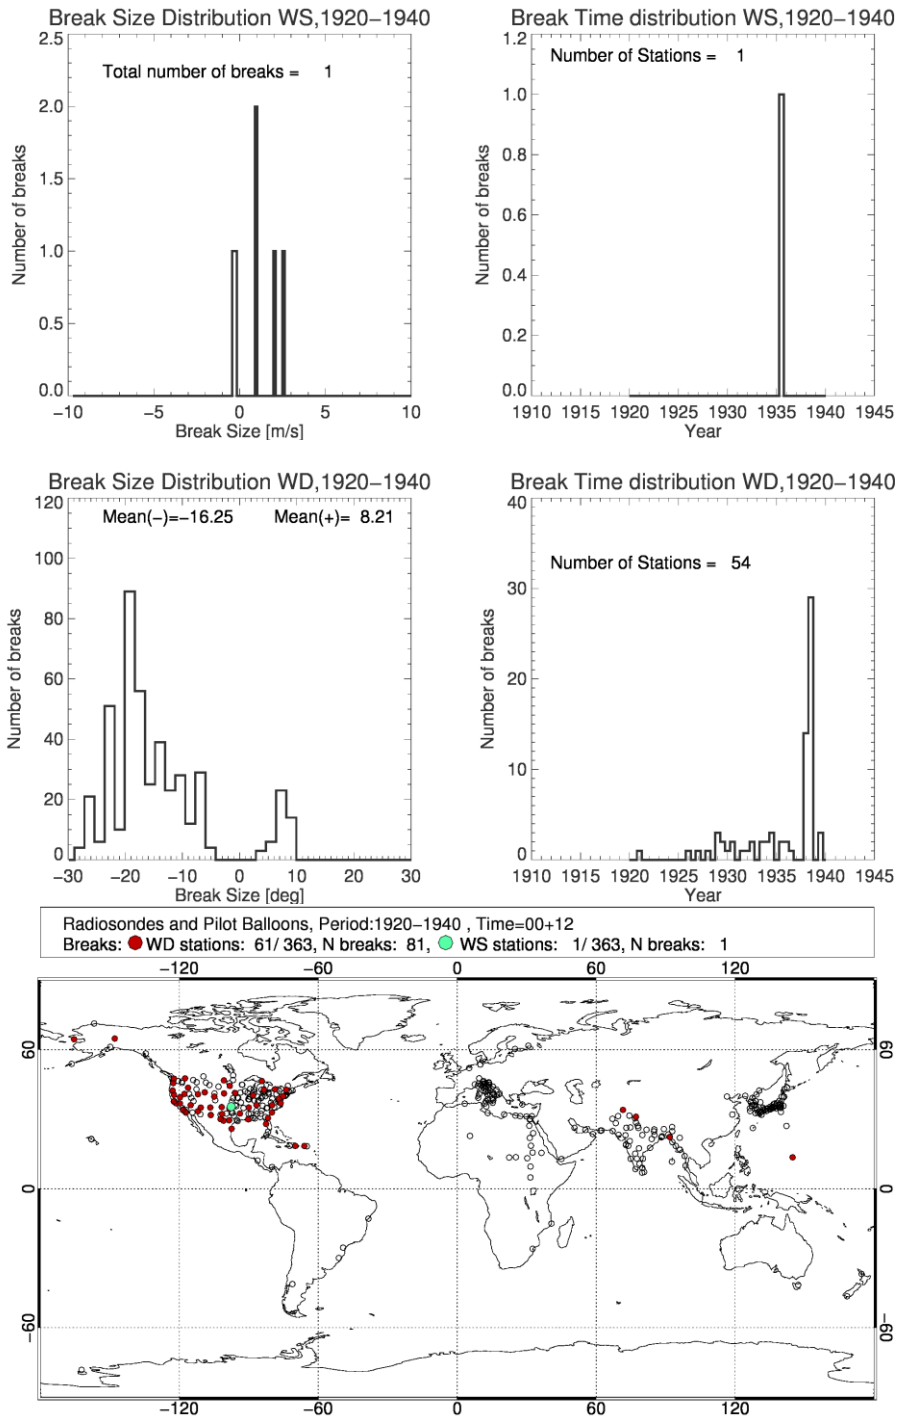 Break Size Distribution WS,1920−1940
2.5
2.0
1.5
1.0
0.5
0.0
Number of breaks
Total number of breaks = 1
−10 −5 0 5 10
Break Size [m/s]
Break Time distribution WS,1920−1940
1.2
1.0
0.8
0.6
0.4
0.2
0.0
Number of breaks
Number of Stations = 1
1910 1915 1920 1925 1930 1935 1940 1945
Year
Break Size Distribution WD,1920−1940
120
100
80
60
40
20
0
Number of breaks
Mean(−)=−16.25 Mean(+)= 8.21
−30 −20 −10 0 10 20 30
Break Size [deg]
Break Time distribution WD,1920−1940
40
30
20
10
0
Number of breaks
Number of Stations = 54
1910 1915 1920 1925 1930 1935 1940 1945
Year
Radiosondes and Pilot Balloons, Period:1920−1940 , Time=00+12
Breaks: WD stations: 61/ 363, N breaks: 81, WS stations: 1/ 363, N breaks: 1
−120 −60 0 60 120
60 60
0 0
−60 −60
−120 −60 0 60 120